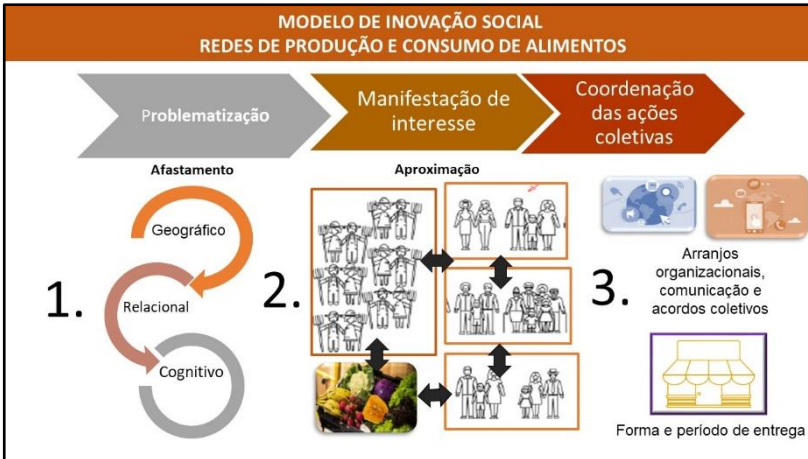 MODELO DE INOVAÇÃO SOCIAL
REDES DE PRODUÇÃO E CONSUMO DE ALIMENTOS
Problematização
Manifestação de
interesse
Coordenação
das ações
coletivas
Afastamento
Aproximação
1.
Geográfico
Relacional
Cognitivo
2.
3.
Arranjos
organizacionais,
comunicação e
acordos coletivos
Forma e período de entrega